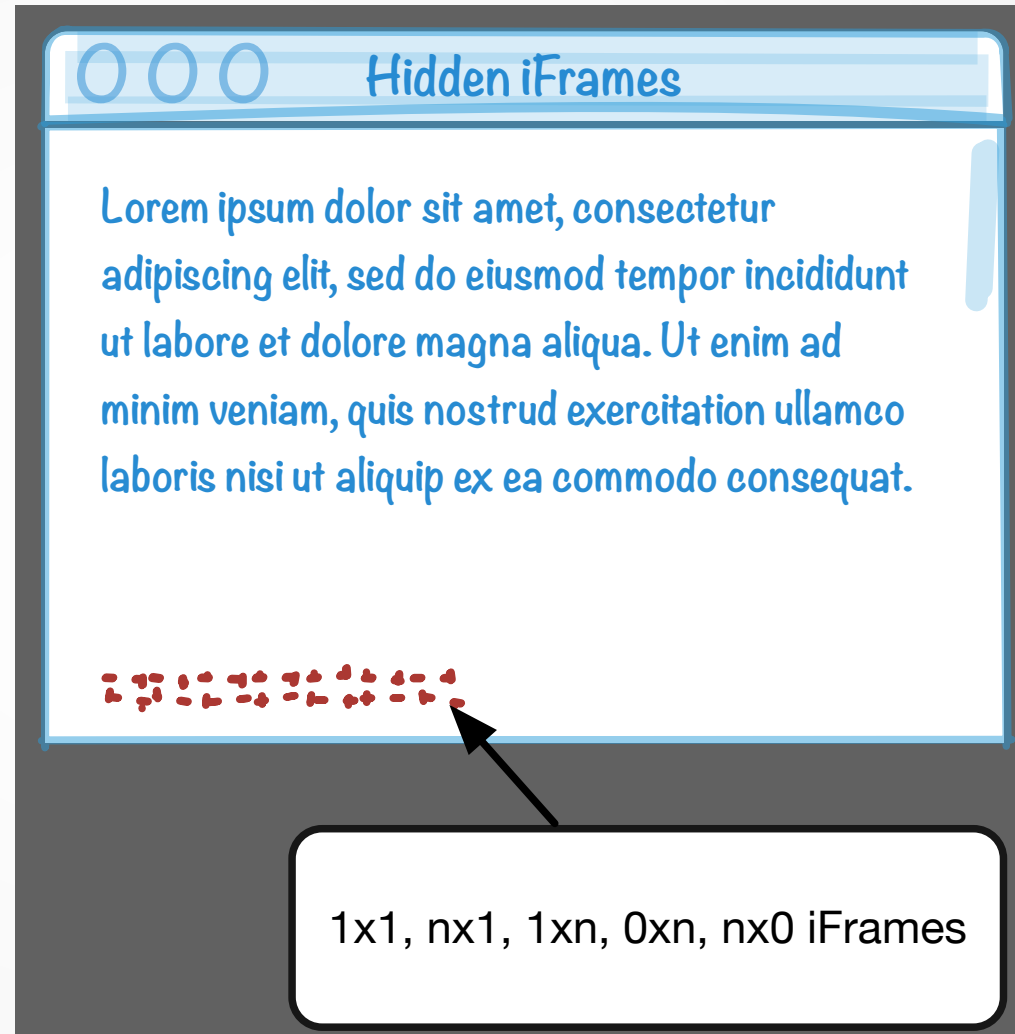 Hidden iFrames
Lorem ipsum dolor sit amet, consectetur
adipiscing elit, sed do eiusmod tempor incididunt
ut labore et dolore magna aliqua. Ut enim ad
minim veniam, quis nostrud exercitation ullamco
laboris nisi ut aliquip ex ea commodo consequat.
1x1, nx1, 1xn, 0xn, nx0 iFrames